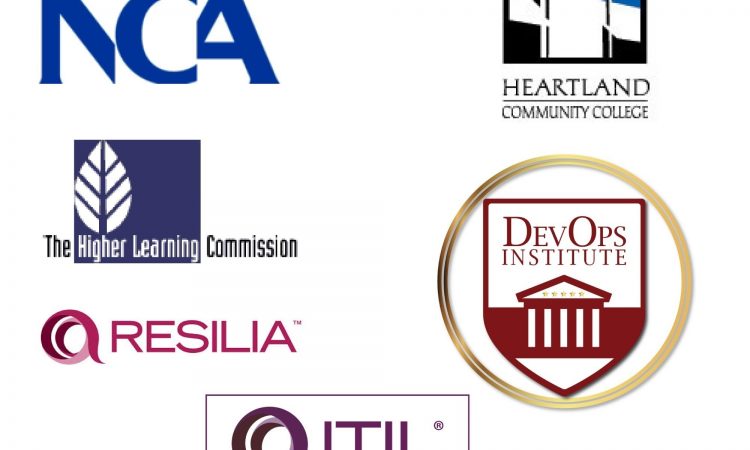 NCA
HEARTLAND
COMMUNITY COLLEGE
The Higher Learning Commission
DEVOPS
INSTITUTE
RESILIA™
ITIL®